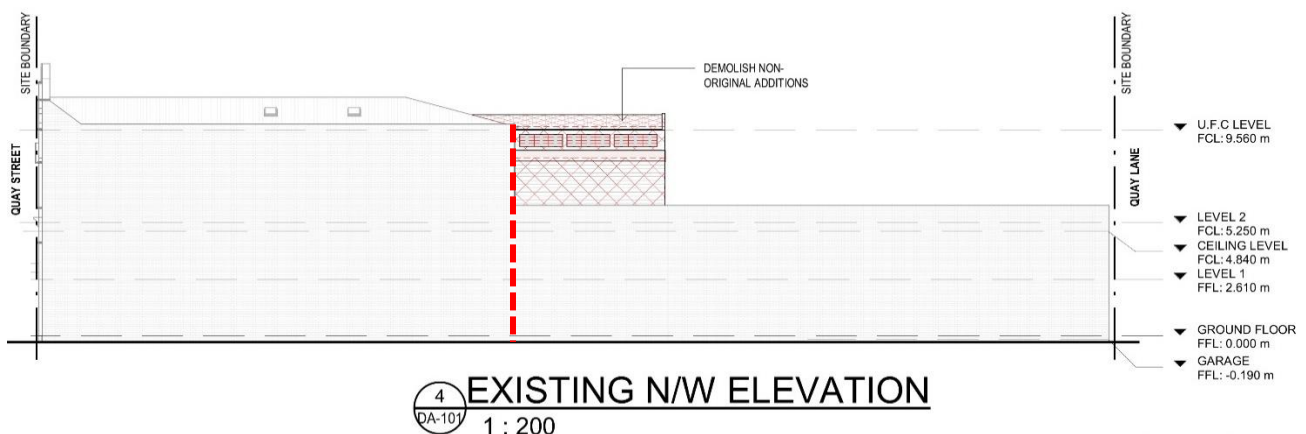 SITE BOUNDARY
QUAY STREET
DEMOLISH NON-
ORIGINAL ADDITIONS
SITE BOUNDARY
QUAY LANE
U.F.C LEVEL
FCL: 9.560 m
LEVEL 2
FCL: 5.250 m
CEILING LEVEL
FCL: 4.840 m
LEVEL 1
FFL: 2.610 m
GROUND FLOOR
FFL: 0.000 m
GARAGE
FFL: -0.190 m
4
DA-101
EXISTING N/W ELEVATION
1 : 200